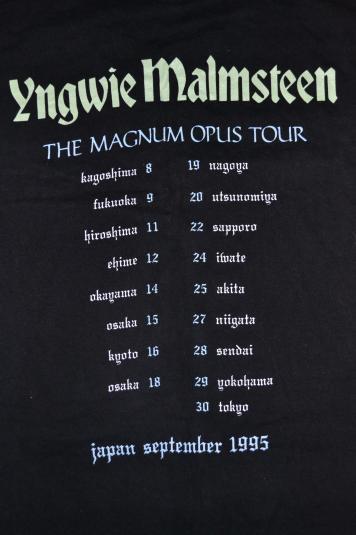 Yngwie Malmsteen
THE MAGNUM OPUS TOUR
kagoshima 8
fukuoka 9
hiroshima 11
ehime 12
okayama 14
osaka 15
kyoto 16
osaka 18
19 nagoya
20 utsunomiya
22 sapporo
24 iwate
25 akita
27 niigata
28 sendai
29 yokohama
30 tokyo
japan september 1995